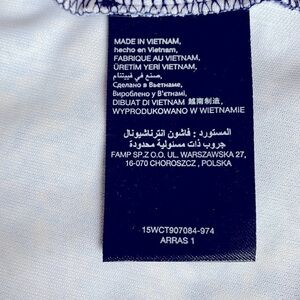 MADE IN VIETNAM,
hecho en Vietnam,
FABRIQUE AU VIETNAM,
ÜRETİM YERI VIETNAM,
صنع في فيتنام,
Сделано в Вьетнаме,
Вироблено у В'єтнамі,
DIBUAT DI VIETNAM 越南制造,
WYPRODUKOWANO W WIETNAMIE
المستورد: فاشون انترناشيونال
جروب ذات مسئولية محدودة
FAMP SP.Z O.O. UL. WARSZAWSKA 27,
16-070 CHOROSZCZ, POLSKA
15WCT907084-974
ARRAS 1